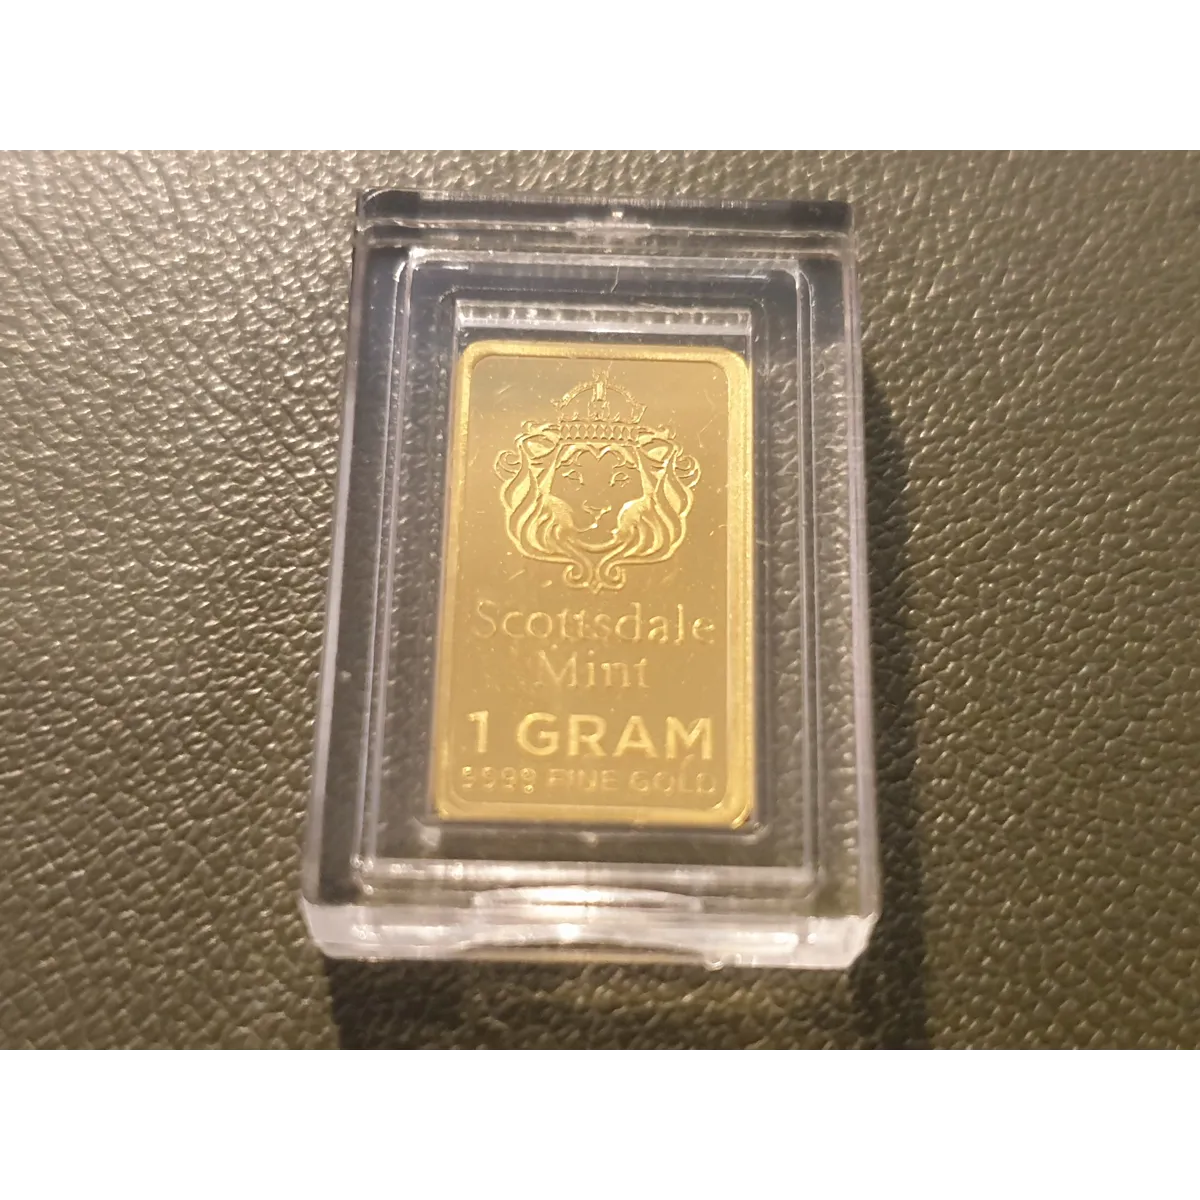 Scottsdale
Mint
1 GRAM
9999 FINE GOLD